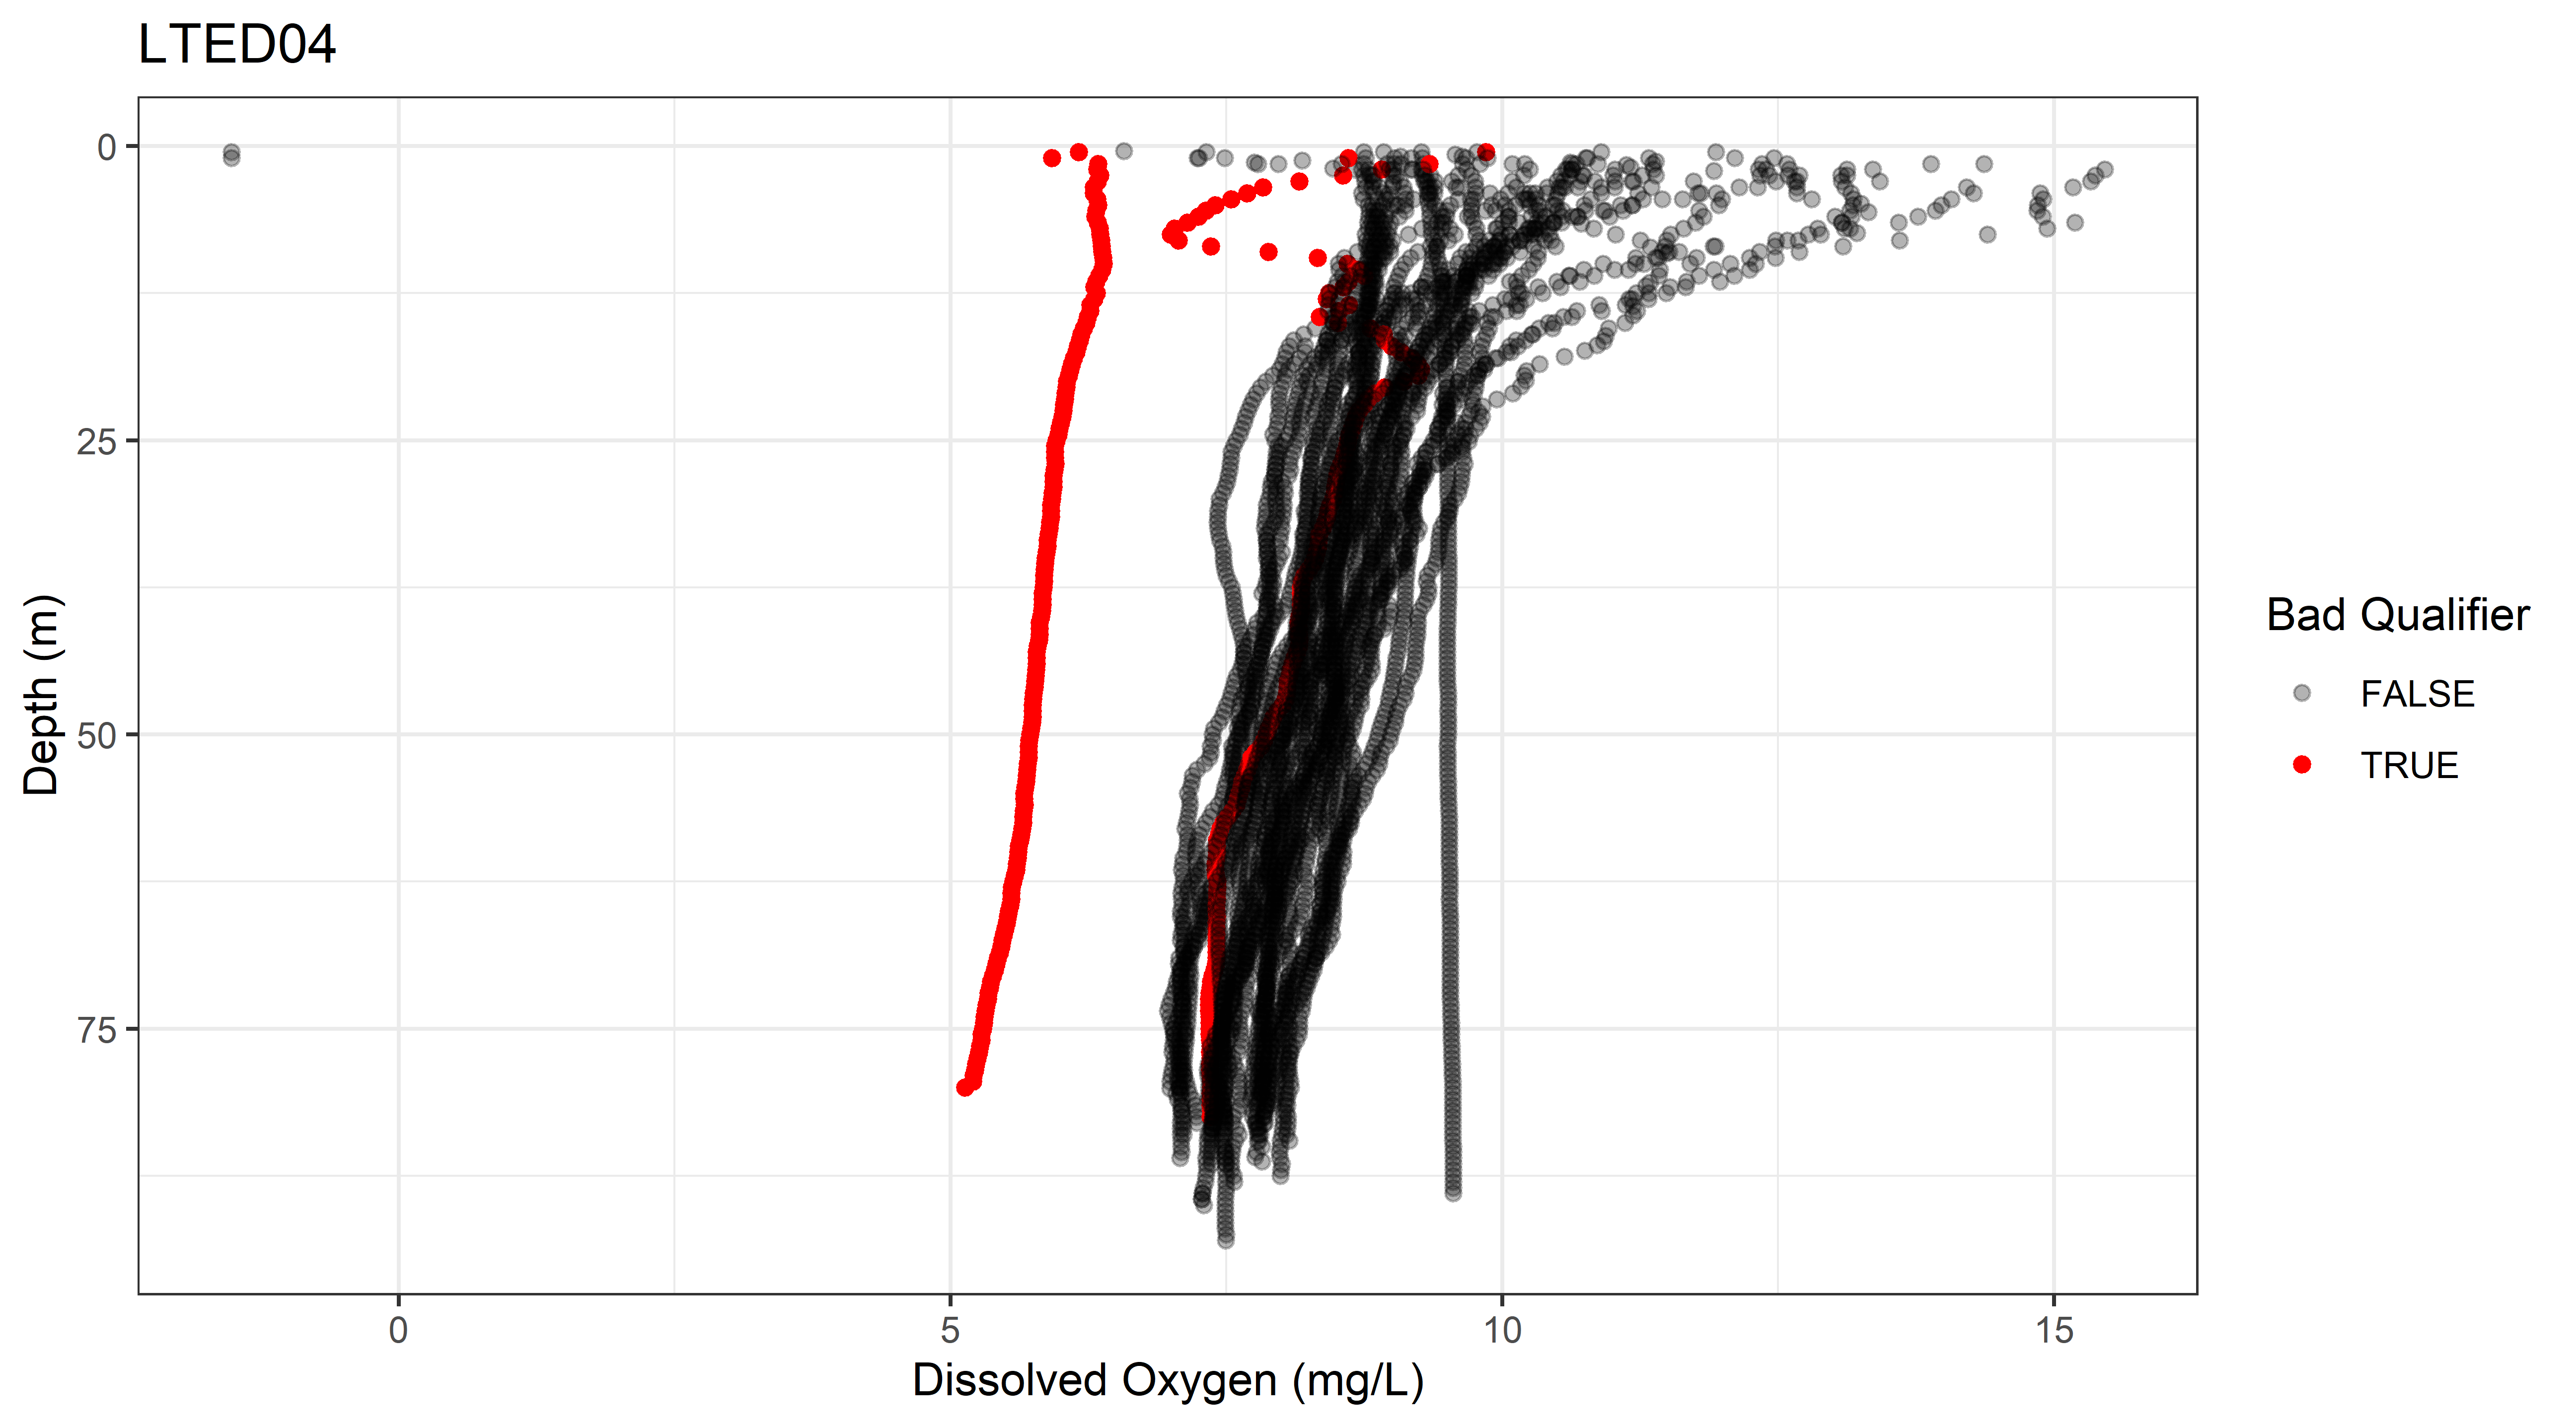 LTED04
0
25
50
75
Depth (m)
0
5
10
15
Dissolved Oxygen (mg/L)
Bad Qualifier
FALSE
TRUE